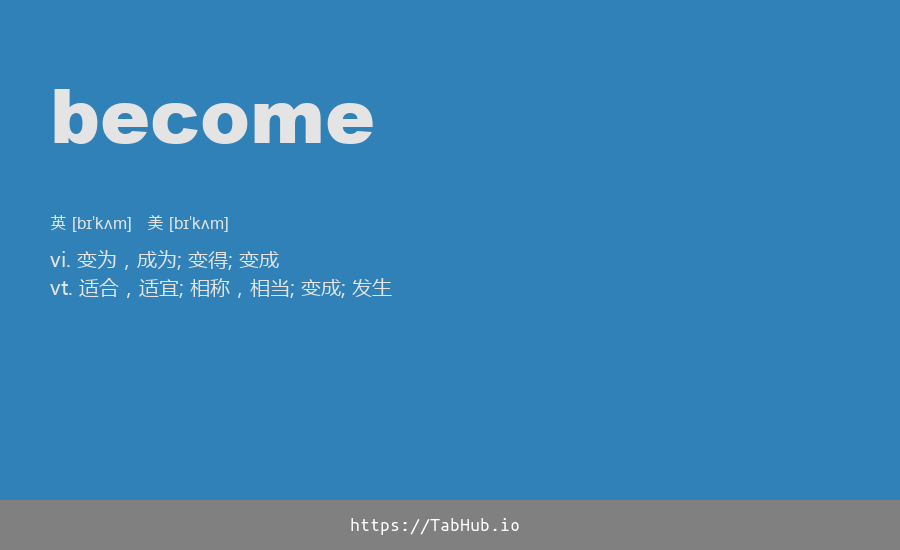 become
英 [bɪˈkʌm] 美 [bɪˈkʌm]
vi. 变为，成为; 变得; 变成
vt. 适合，适宜; 相称，相当; 变成; 发生
https://TabHub.io